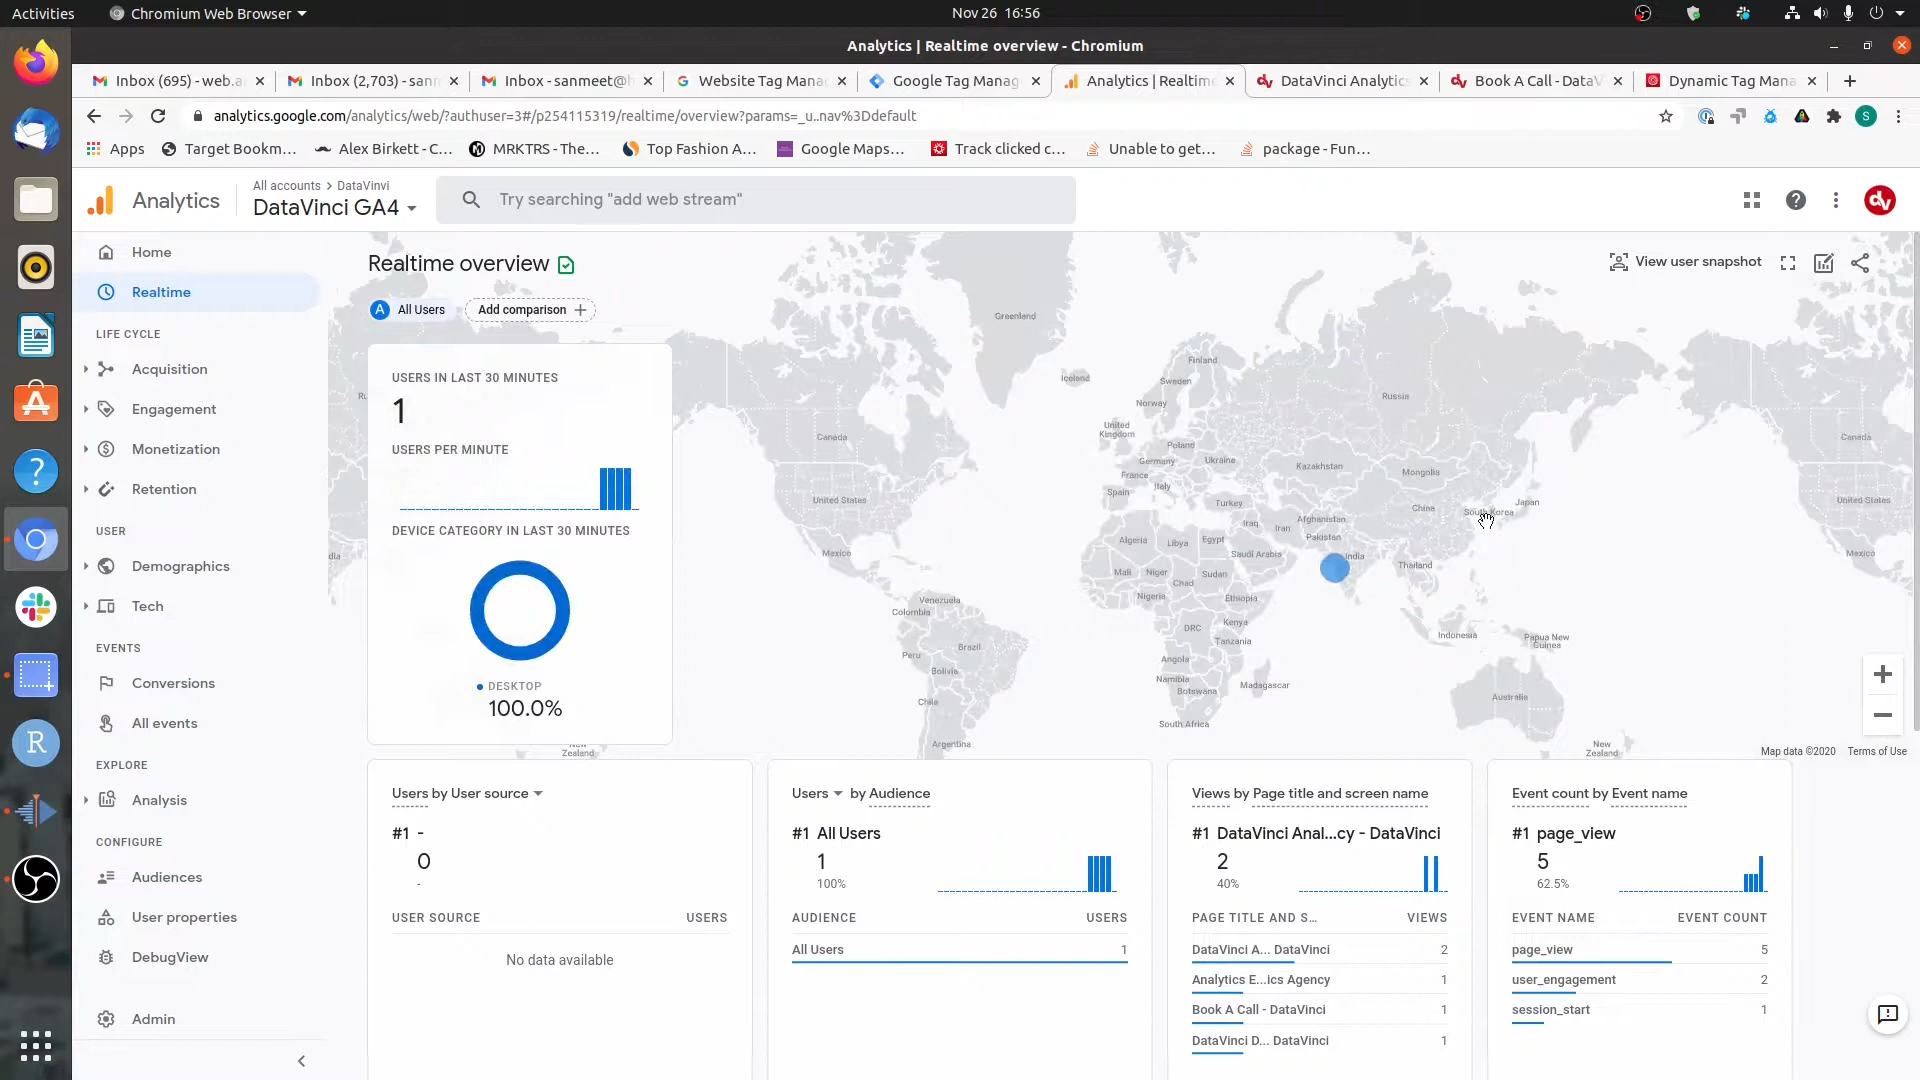 Activities
Chromium Web Browser
Nov 26 16:56
Analytics | Realtime overview - Chromium
Inbox (695) - web.a
Inbox (2,703) - san
Inbox - sanmeet@h
Website Tag Mana
Google Tag Manag
Analytics | Realtime
DataVinci Analytics
Book A Call - DataV
Dynamic Tag Mana
analytics.google.com/analytics/web/?authuser=3#/p254115319/realtime/overview?params=_u..nav%3Ddefault
S
Apps
Target Bookm...
Alex Birkett - C...
MRKTRS - The...
Top Fashion A...
Google Maps...
Track clicked c...
Unable to get...
package - Fun...
Analytics
All accounts > DataVinvi
DataVinci GA4
Try searching "add web stream"
dv
Home
Realtime
LIFE CYCLE
Acquisition
Engagement
Monetization
Retention
USER
Demographics
Tech
EVENTS
Conversions
All events
EXPLORE
Analysis
CONFIGURE
Audiences
User properties
DebugView
Admin
Realtime overview
View user snapshot
A All Users
Add comparison +
USERS IN LAST 30 MINUTES
1
USERS PER MINUTE
DEVICE CATEGORY IN LAST 30 MINUTES
DESKTOP
100.0%
Greenland
Iceland
Finland
Sweden
Norway
Russia
United Kingdom
Poland
Germany
Ukraine
France
Italy
Spain
Turkey
Kazakhstan
Mongolia
China
South Korea
Japan
Iraq
Iran
Afghanistan
Pakistan
India
Thailand
Algeria
Libya
Egypt
Saudi Arabia
Mali
Niger
Chad
Sudan
Nigeria
Ethiopia
DRC
Kenya
Tanzania
Angola
Namibia
Botswana
Madagascar
South Africa
Indonesia
Papua New Guinea
Australia
New Zealand
Canada
United States
Mexico
Venezuela
Colombia
Brazil
Peru
Bolivia
Chile
Argentina
Canada
United States
Mexico
New Zealand
Ru
dia
Map data ©2020
Terms of Use
Users by User source
#1 -
0
-
USER SOURCE
USERS
No data available
Users by Audience
#1 All Users
1
100%
AUDIENCE
USERS
All Users
1
Views by Page title and screen name
#1 DataVinci Anal...cy - DataVinci
2
40%
PAGE TITLE AND S...
VIEWS
DataVinci A... DataVinci
2
Analytics E...ics Agency
1
Book A Call - DataVinci
1
DataVinci D... DataVinci
1
Event count by Event name
#1 page_view
5
62.5%
EVENT NAME
EVENT COUNT
page_view
5
user_engagement
2
session_start
1